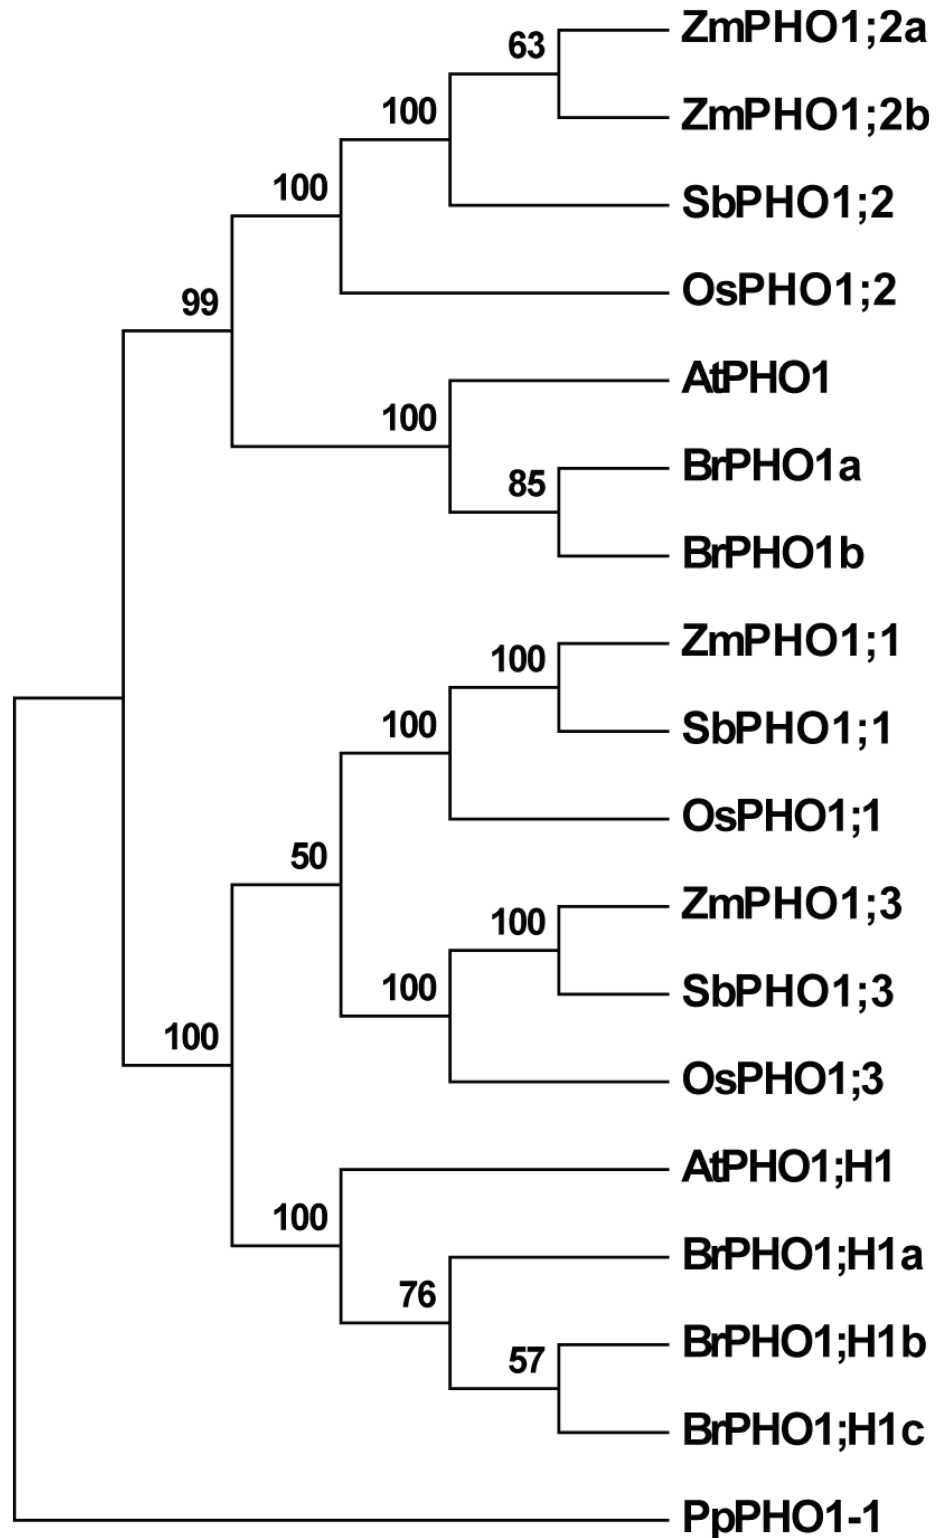 ZmPHO1;2a
63
ZmPHO1;2b
100
100
SbPHO1;2
OsPHO1;2
99
AtPHO1
100
BrPHO1a
85
BrPHO1b
ZmPHO1;1
100
100
SbPHO1;1
OsPHO1;1
50
ZmPHO1;3
100
100
SbPHO1;3
100
OsPHO1;3
AtPHO1;H1
100
BrPHO1;H1a
76
BrPHO1;H1b
57
BrPHO1;H1c
PpPHO1-1